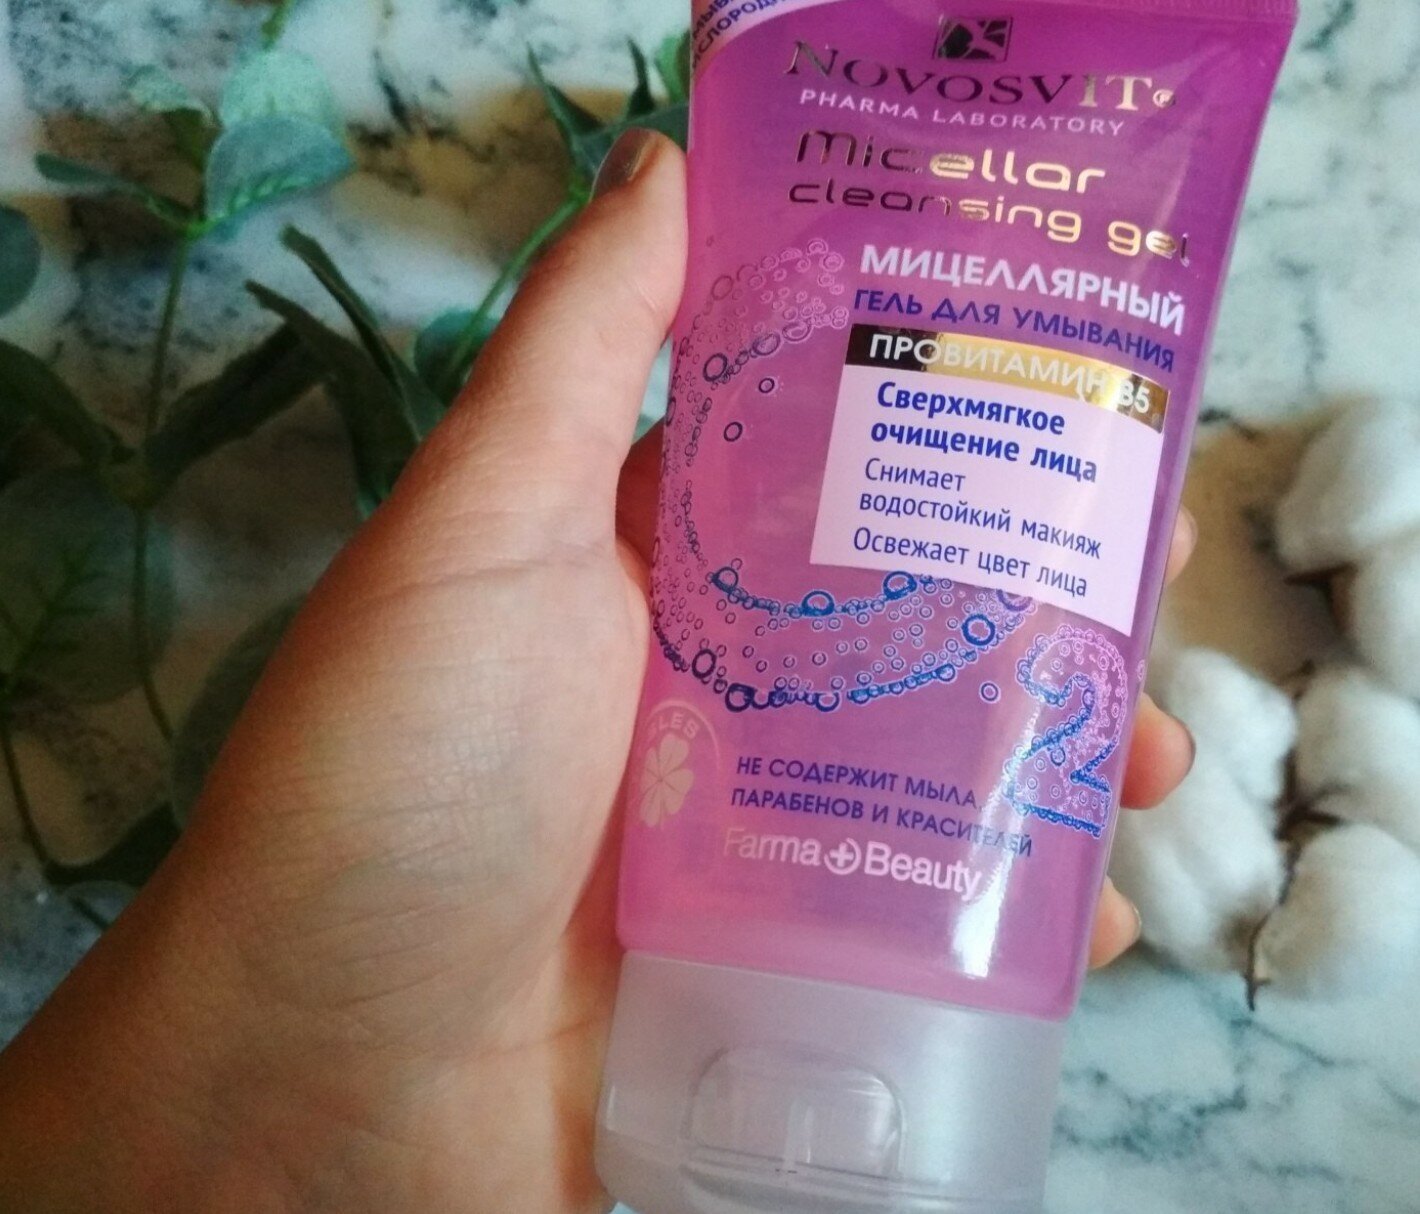 NOVOSVIT®
PHARMA LABORATORY
Micellar
cleansing gel
МИЦЕЛЛЯРНЫЙ
ГЕЛЬ ДЛЯ УМЫВАНИЯ
ПРОВИТАМИН B5
Сверхмягкое
очищение лица
Снимает
водостойкий макияж
Освежает цвет лица
2
SLES
НЕ СОДЕРЖИТ МЫЛА,
ПАРАБЕНОВ И КРАСИТЕЛЕЙ
Farma+Beauty